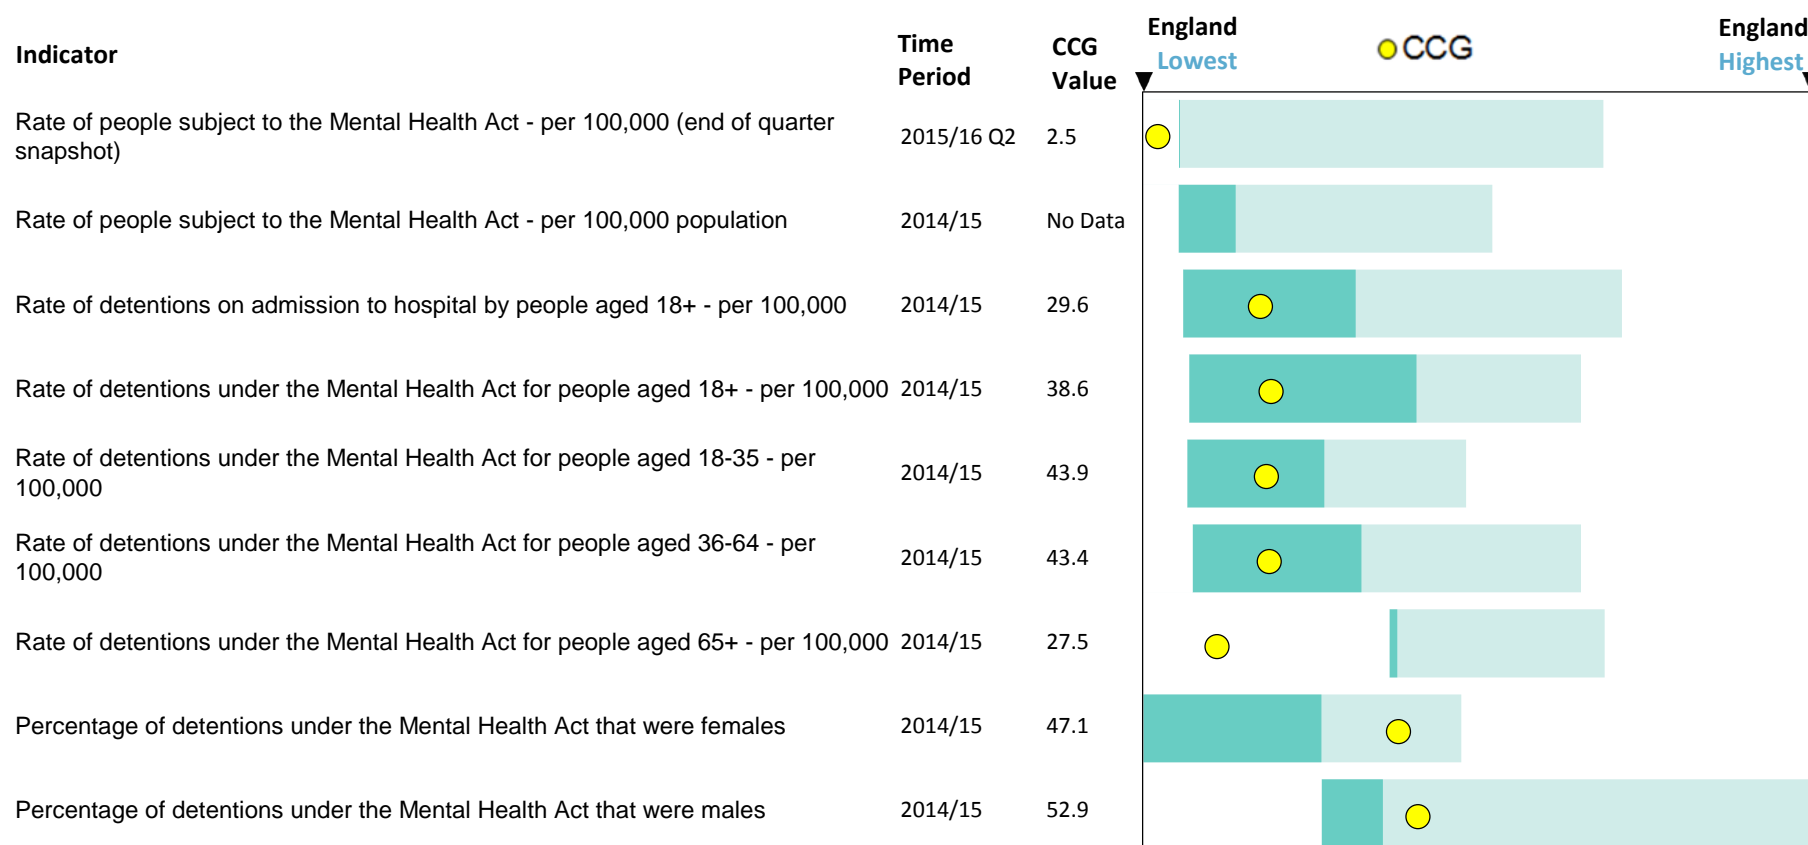 Indicator
Time Period
CCG Value
England Lowest
CCG
England Highest
Rate of people subject to the Mental Health Act - per 100,000 (end of quarter
snapshot)
2015/16 Q2
2.5
Rate of people subject to the Mental Health Act - per 100,000 population
2014/15
No Data
Rate of detentions on admission to hospital by people aged 18+ - per 100,000
2014/15
29.6
Rate of detentions under the Mental Health Act for people aged 18+ - per 100,000
2014/15
38.6
Rate of detentions under the Mental Health Act for people aged 18-35 - per
100,000
2014/15
43.9
Rate of detentions under the Mental Health Act for people aged 36-64 - per
100,000
2014/15
43.4
Rate of detentions under the Mental Health Act for people aged 65+ - per 100,000
2014/15
27.5
Percentage of detentions under the Mental Health Act that were females
2014/15
47.1
Percentage of detentions under the Mental Health Act that were males
2014/15
52.9